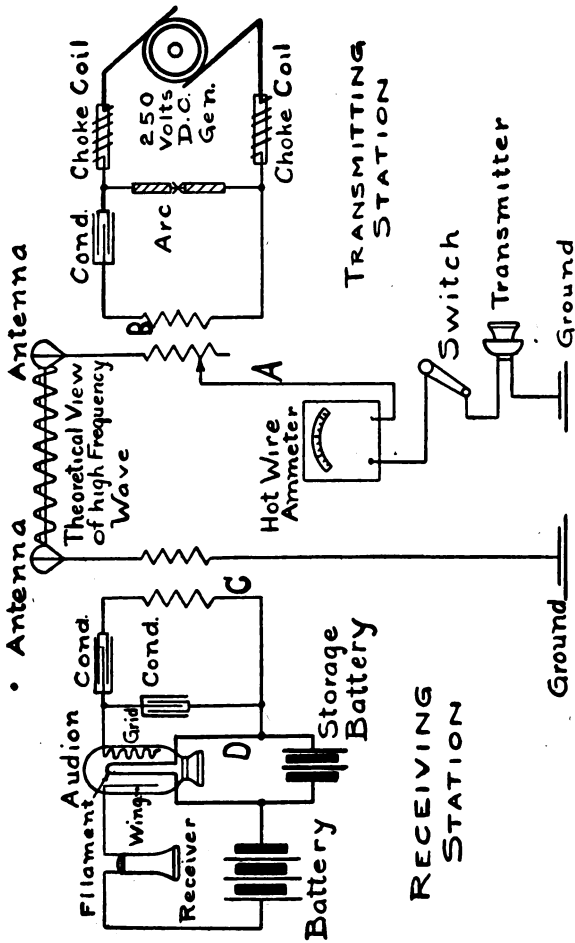 Antenna
Antenna
Theoretical View
of high Frequency
Wave
Cond.
Choke Coil
250
Volts
D.C.
Gen.
Arc
Choke Coil
B
A
TRANSMITTING
STATION
Hot Wire
Ammeter
Switch
Transmitter
Ground
Ground
Cond.
Cond.
C
Audion
Filament
Grid
Wing
Receiver
D
Storage
Battery
Battery
RECEIVING
STATION